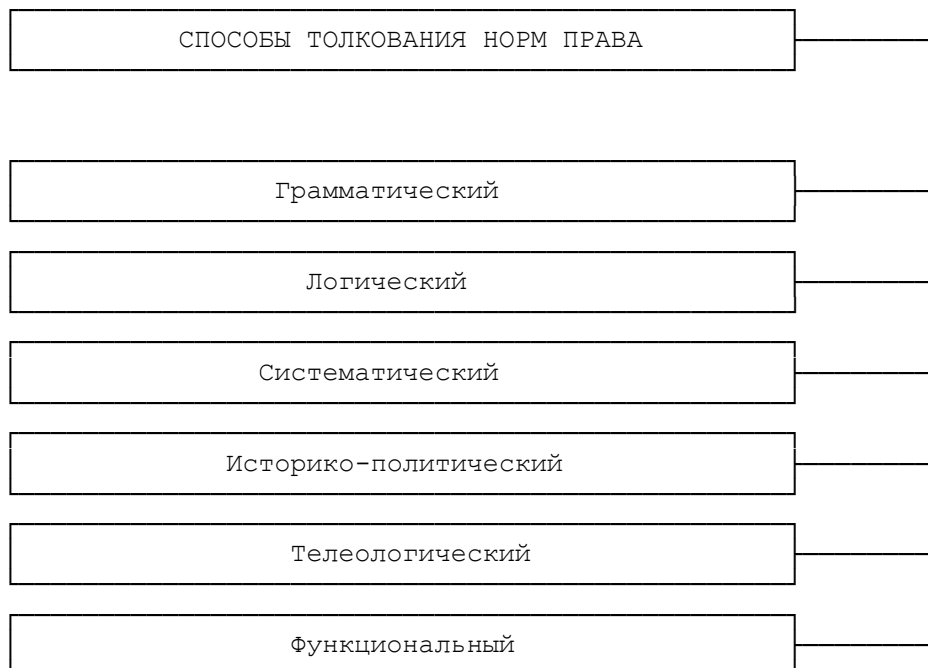 СПОСОБЫ ТОЛКОВАНИЯ НОРМ ПРАВА
Грамматический
Логический
Систематический
Историко-политический
Телеологический
Функциональный